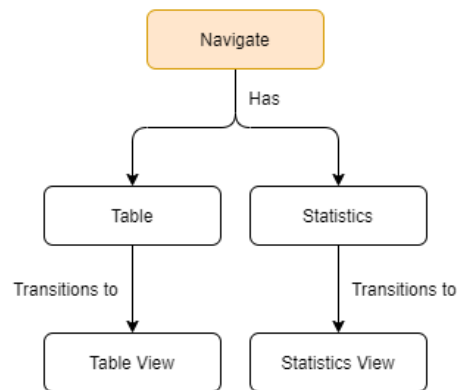 Navigate
Has
Table
Statistics
Transitions to
Transitions to
Table View
Statistics View